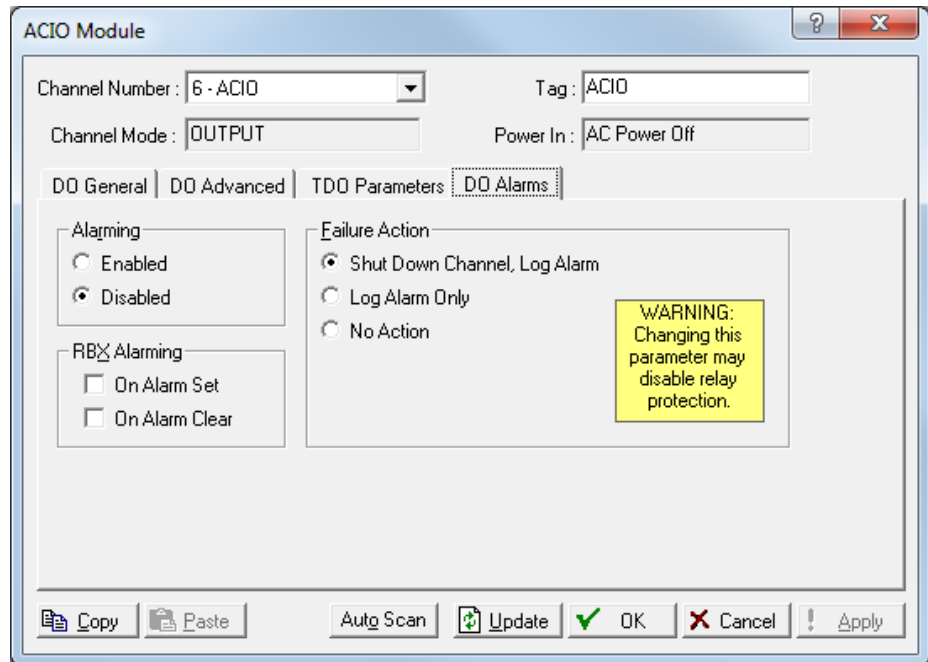 ACIO Module
Channel Number : 6 - ACIO Tag : ACIO
Channel Mode : OUTPUT Power In : AC Power Off
DO General DO Advanced TDO Parameters DO Alarms
Alarming
Enabled
Disabled
RBX Alarming
On Alarm Set
On Alarm Clear
Failure Action
Shut Down Channel, Log Alarm
Log Alarm Only
No Action
WARNING:
Changing this
parameter may
disable relay
protection.
Copy Paste Auto Scan Update OK Cancel ! Apply